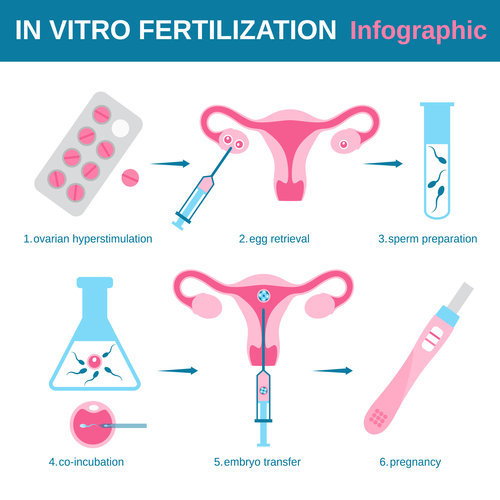 IN VITRO FERTILIZATION Infographic
1. ovarian hyperstimulation
2. egg retrieval
3. sperm preparation
4. co-incubation
5. embryo transfer
6. pregnancy